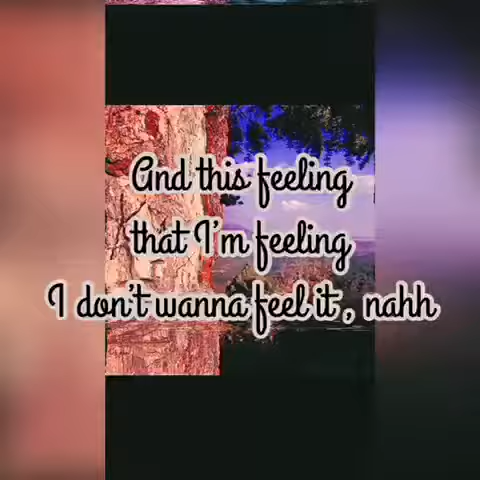 And this feeling
that I'm feeling
I don't wanna feel it, nahh